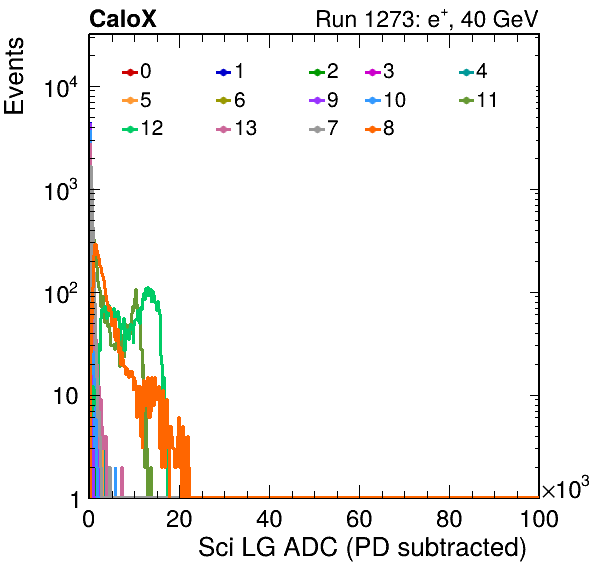 CaloX Run 1273: e⁺, 40 GeV
Events
10⁴
10³
10²
10
1
0 1 2 3 4
5 6 9 10 11
12 13 7 8
0 20 40 60 80 100
×10³
Sci LG ADC (PD subtracted)